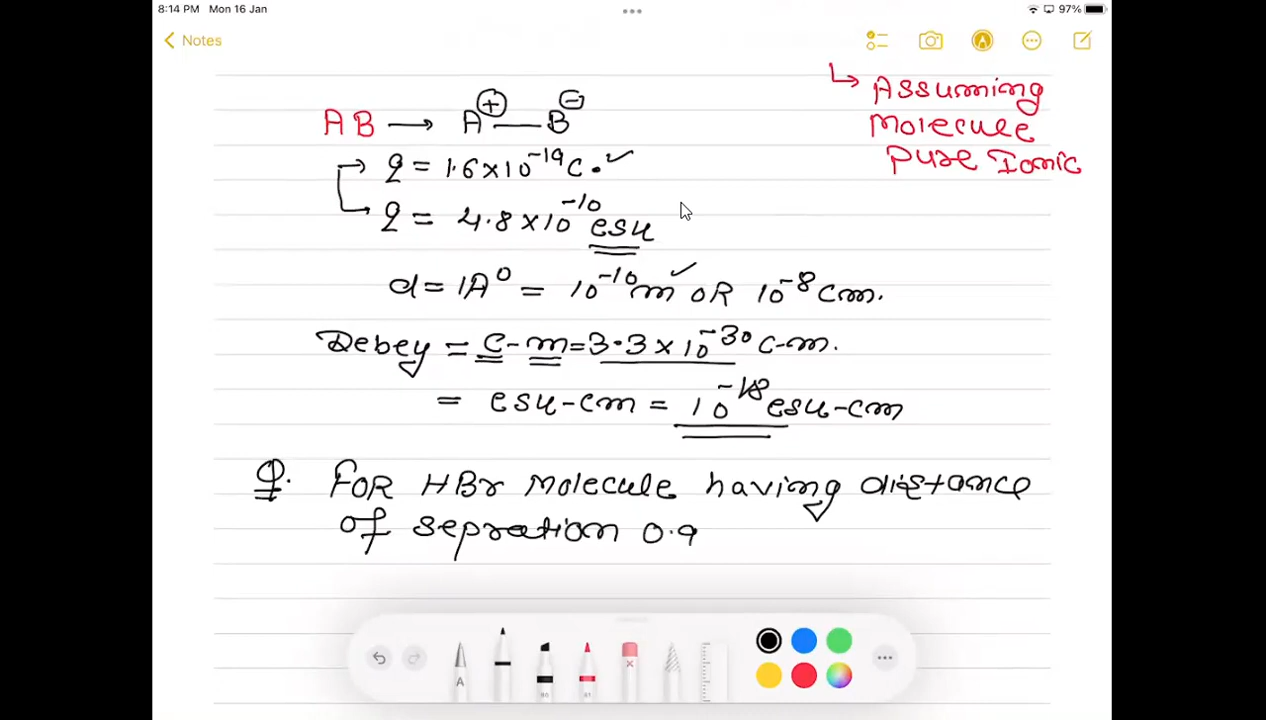 8:14 PM Mon 16 Jan
97%
Notes
↳ Assuming
Molecule
Pure Ionic
AB → A⊕ — B⊖
q = 1.6×10⁻¹⁹ C. ✓
q = 4.8×10⁻¹⁰ esu
d = 1A⁰ = 10⁻¹⁰ m ✓ OR 10⁻⁸ cm.
Debey = C-m = 3.3×10⁻³⁰ C-m.
= esu-cm = 10⁻¹⁸ esu-cm
Q. FOR HBr Molecule having distance
of sepration 0.9
A
80